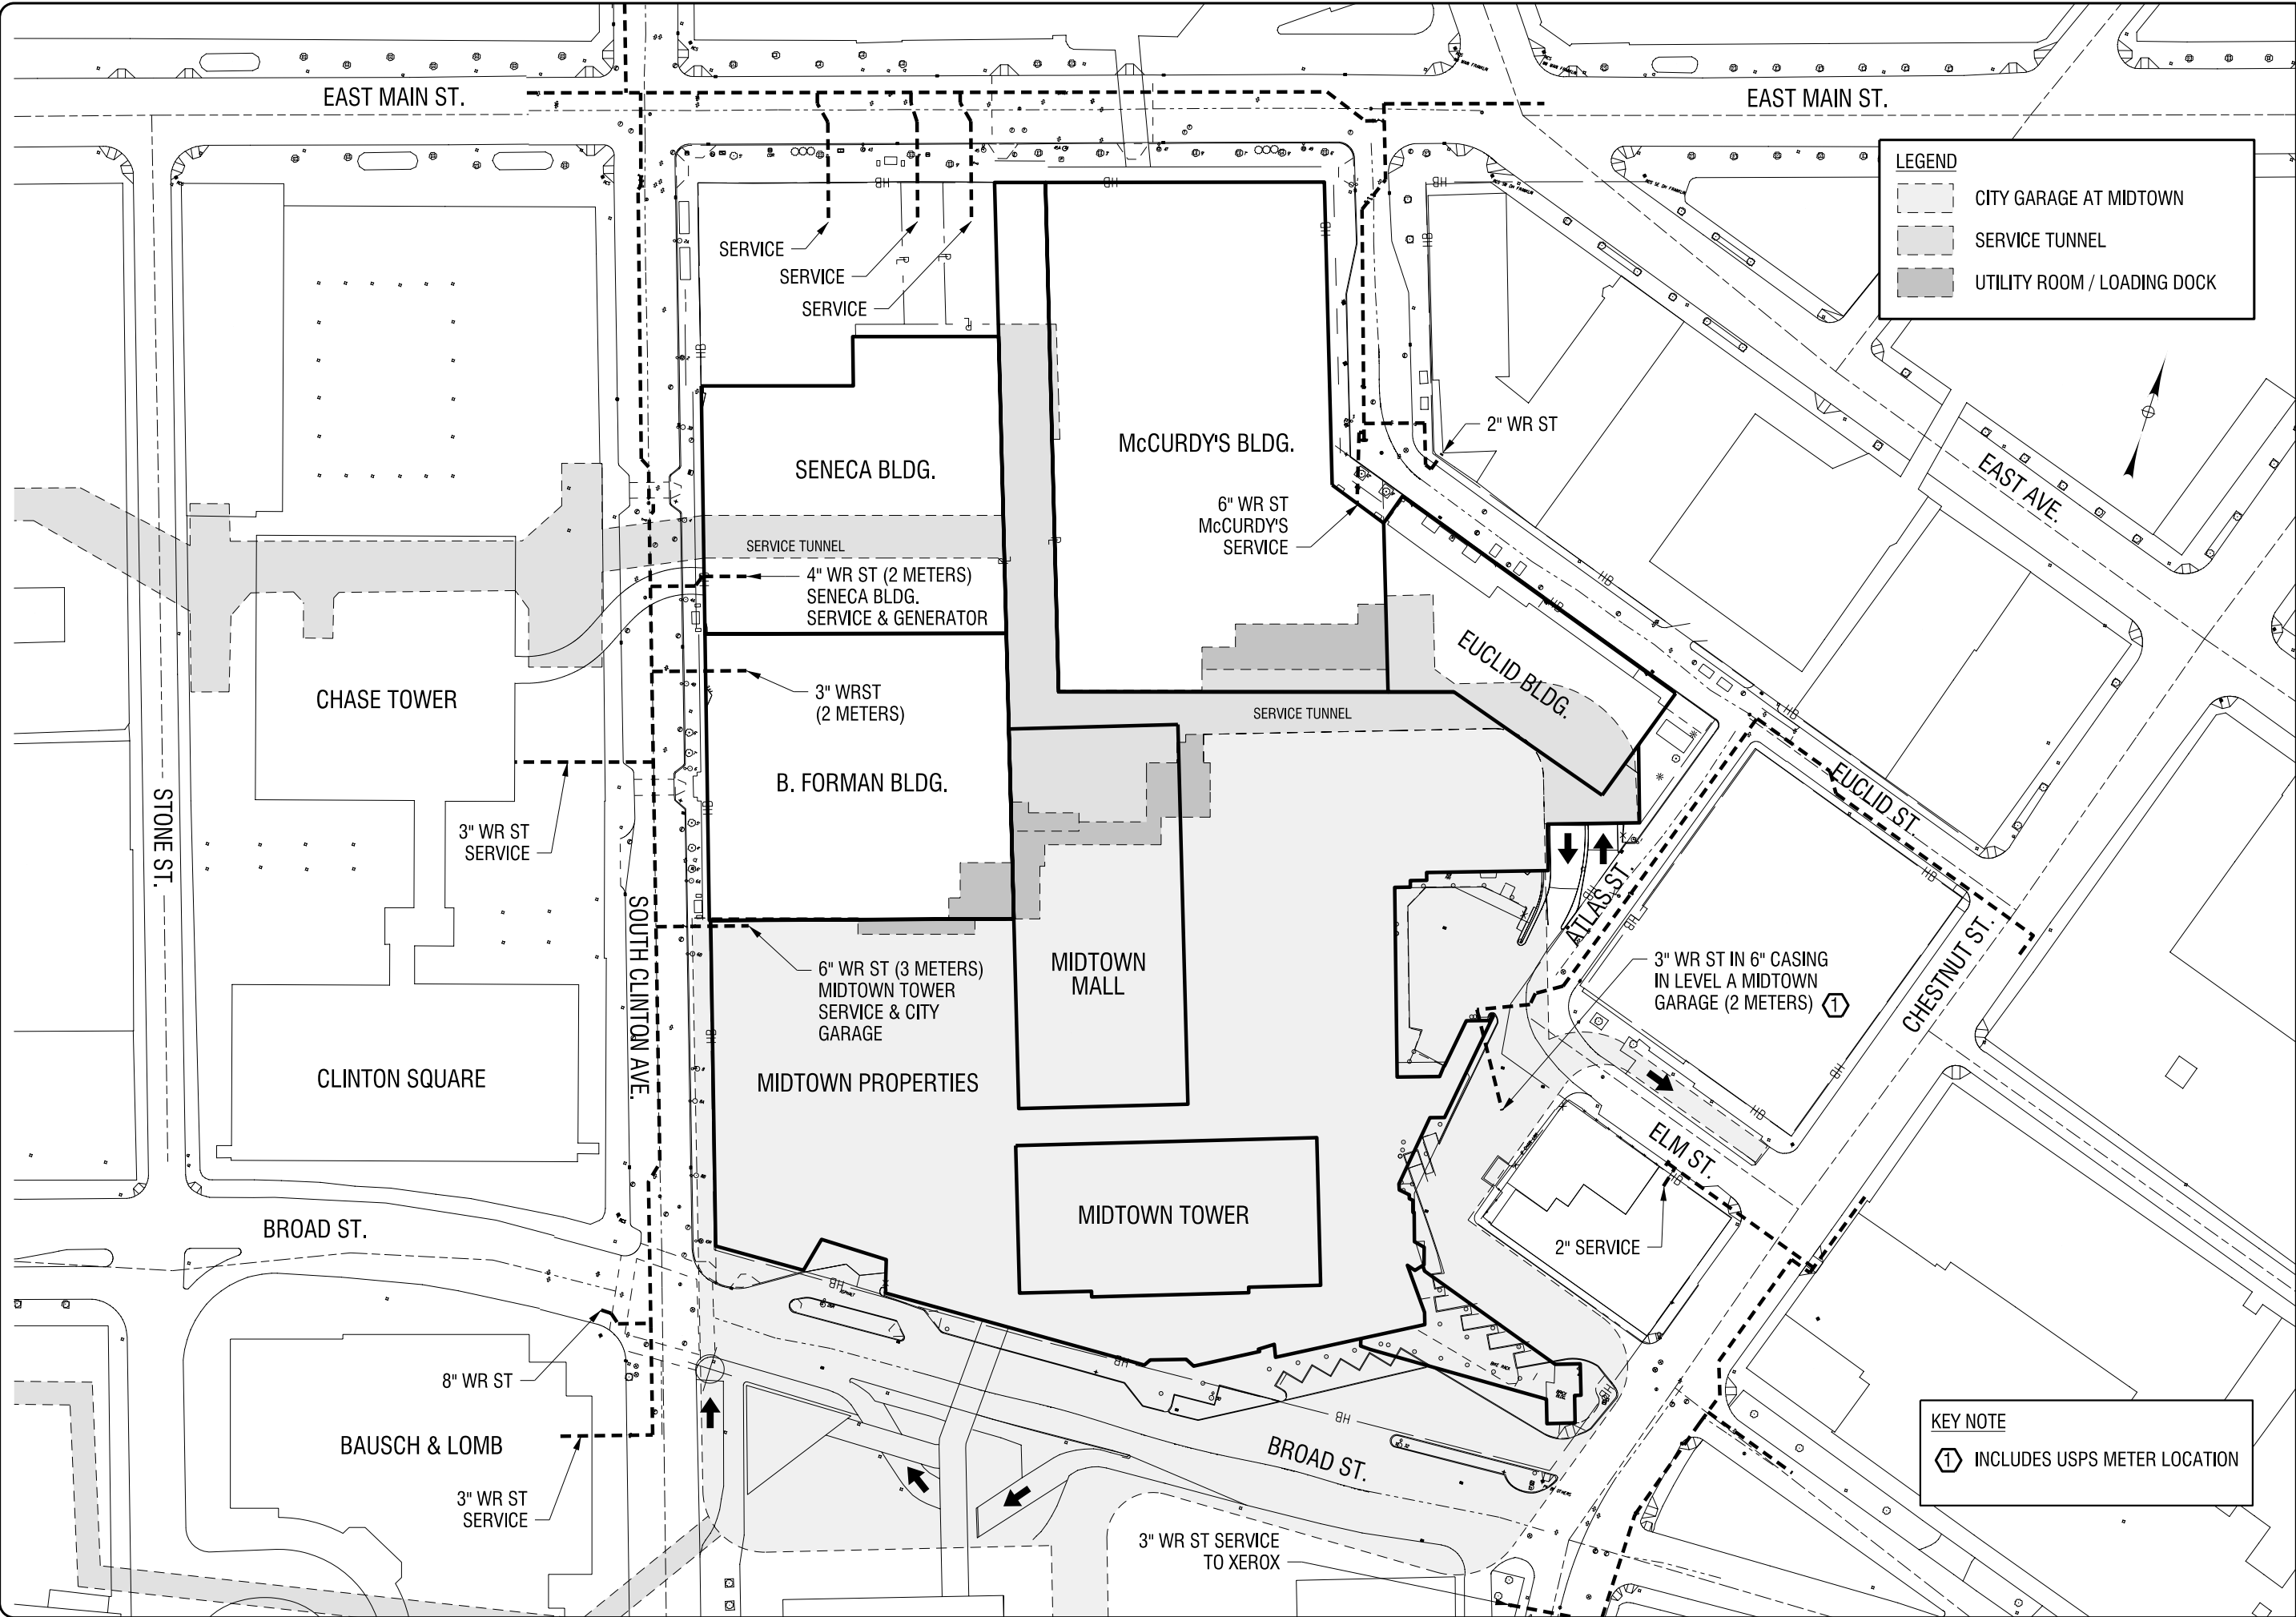 EAST MAIN ST.
EAST MAIN ST.
LEGEND
CITY GARAGE AT MIDTOWN
SERVICE TUNNEL
UTILITY ROOM / LOADING DOCK
SERVICE
SERVICE
SERVICE
2" WR ST
McCURDY'S BLDG.
SENECA BLDG.
EAST AVE.
6" WR ST
McCURDY'S
SERVICE
SERVICE TUNNEL
4" WR ST (2 METERS)
SENECA BLDG.
SERVICE & GENERATOR
EUCLID BLDG.
CHASE TOWER
3" WRST
(2 METERS)
SERVICE TUNNEL
B. FORMAN BLDG.
STONE ST.
3" WR ST
SERVICE
EUCLID ST.
ATLAS ST.
SOUTH CLINTON AVE.
6" WR ST (3 METERS)
MIDTOWN TOWER
SERVICE & CITY
GARAGE
MIDTOWN
MALL
3" WR ST IN 6" CASING
IN LEVEL A MIDTOWN
GARAGE (2 METERS) 1
CHESTNUT ST.
CLINTON SQUARE
MIDTOWN PROPERTIES
ELM ST.
MIDTOWN TOWER
BROAD ST.
2" SERVICE
8" WR ST
BAUSCH & LOMB
BROAD ST.
KEY NOTE
1 INCLUDES USPS METER LOCATION
3" WR ST
SERVICE
3" WR ST SERVICE
TO XEROX